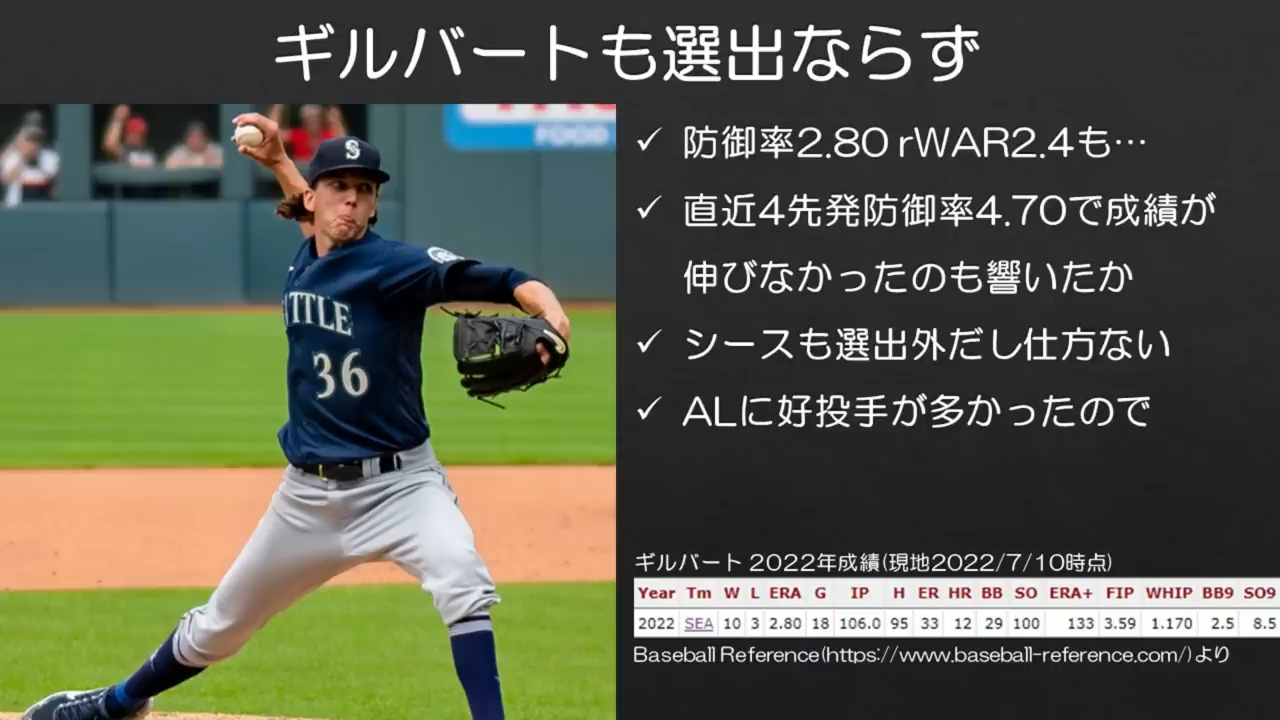 ギルバートも選出ならず
✓ 防御率2.80 rWAR2.4も…
✓ 直近4先発防御率4.70で成績が
伸びなかったのも響いたか
✓ シースも選出外だし仕方ない
✓ ALに好投手が多かったので
S
TTLE
36
FOOD
ギルバート 2022年成績(現地2022/7/10時点)
Year Tm W L ERA G IP H ER HR BB SO ERA+ FIP WHIP BB9 SO9
2022 SEA 10 3 2.80 18 106.0 95 33 12 29 100 133 3.59 1.170 2.5 8.5
Baseball Reference(https://www.baseball-reference.com/)より